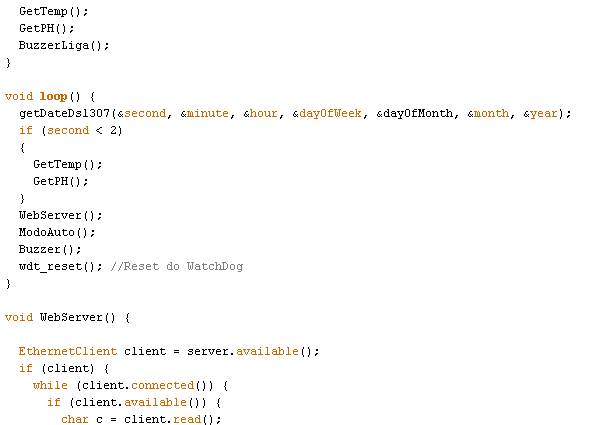 GetTemp();
  GetPH();
  BuzzerLiga();
}
void loop() {
  getDateDs1307(&second, &minute, &hour, &dayOfWeek, &dayOfMonth, &month, &year);
  if (second < 2)
  {
    GetTemp();
    GetPH();
  }
  WebServer();
  ModoAuto();
  Buzzer();
  wdt_reset(); //Reset do WatchDog
}
void WebServer() {
  EthernetClient client = server.available();
  if (client) {
    while (client.connected()) {
      if (client.available()) {
        char c = client.read();